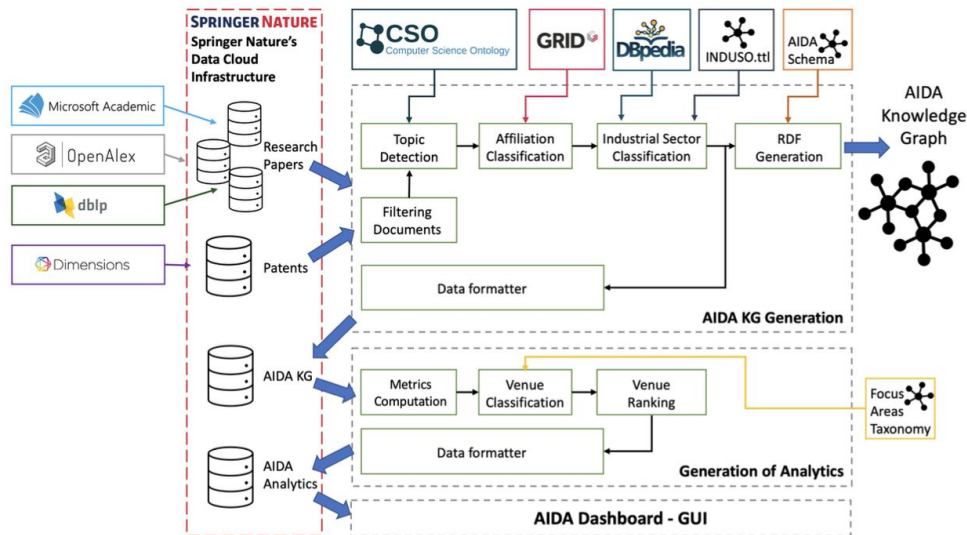 SPRINGER NATURE
Springer Nature's
Data Cloud
Infrastructure
CSO
Computer Science Ontology
GRID
DBpedia
INDUSO.ttl
AIDA
Schema
Microsoft Academic
OpenAlex
dblp
Dimensions
Research
Papers
Patents
AIDA KG
AIDA
Analytics
Topic
Detection
Affiliation
Classification
Industrial Sector
Classification
RDF
Generation
Filtering
Documents
Data formatter
AIDA KG Generation
AIDA
Knowledge
Graph
Metrics
Computation
Venue
Classification
Venue
Ranking
Data formatter
Generation of Analytics
Focus
Areas
Taxonomy
AIDA Dashboard - GUI